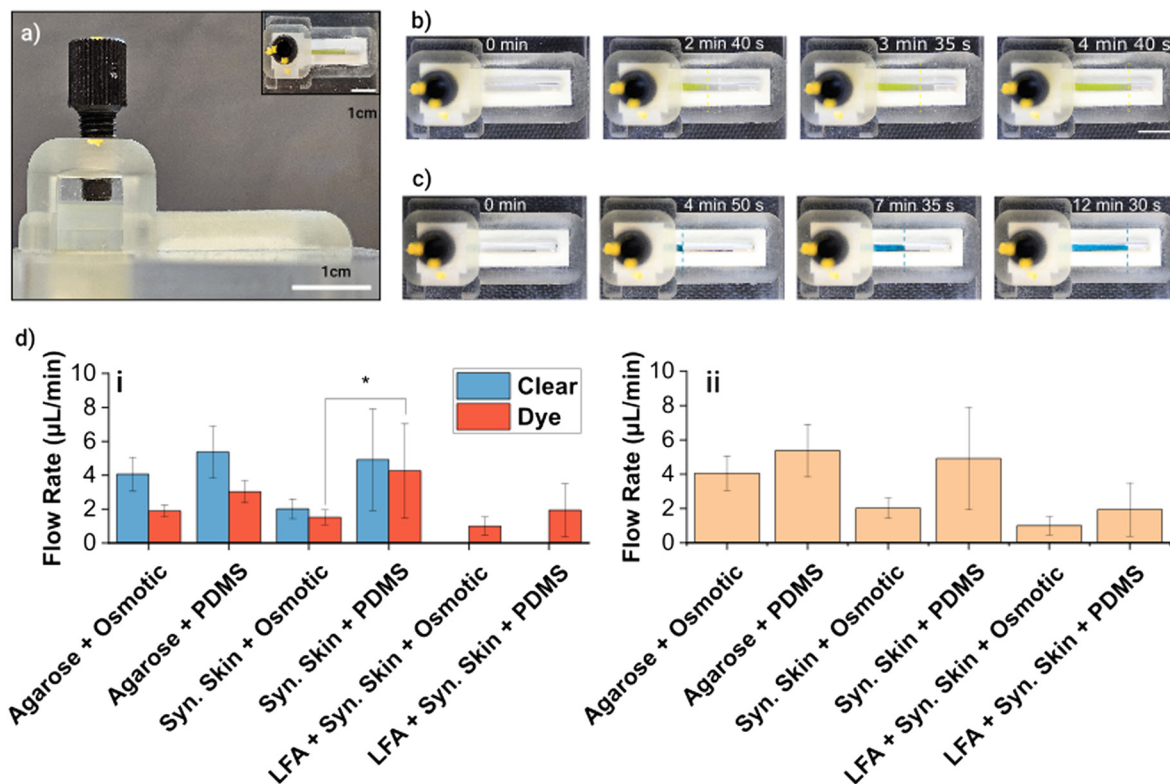 a)
1cm
1cm
b)
0 min
2 min 40 s
3 min 35 s
4 min 40 s
c)
0 min
4 min 50 s
7 min 35 s
12 min 30 s
d)
i
Flow Rate (µL/min)
10
8
6
4
2
0
*
Clear
Dye
Agarose + Osmotic
Agarose + PDMS
Syn. Skin + Osmotic
Syn. Skin + PDMS
LFA + Syn. Skin + Osmotic
LFA + Syn. Skin + PDMS
ii
Flow Rate (µL/min)
10
8
6
4
2
0
Agarose + Osmotic
Agarose + PDMS
Syn. Skin + Osmotic
Syn. Skin + PDMS
LFA + Syn. Skin + Osmotic
LFA + Syn. Skin + PDMS